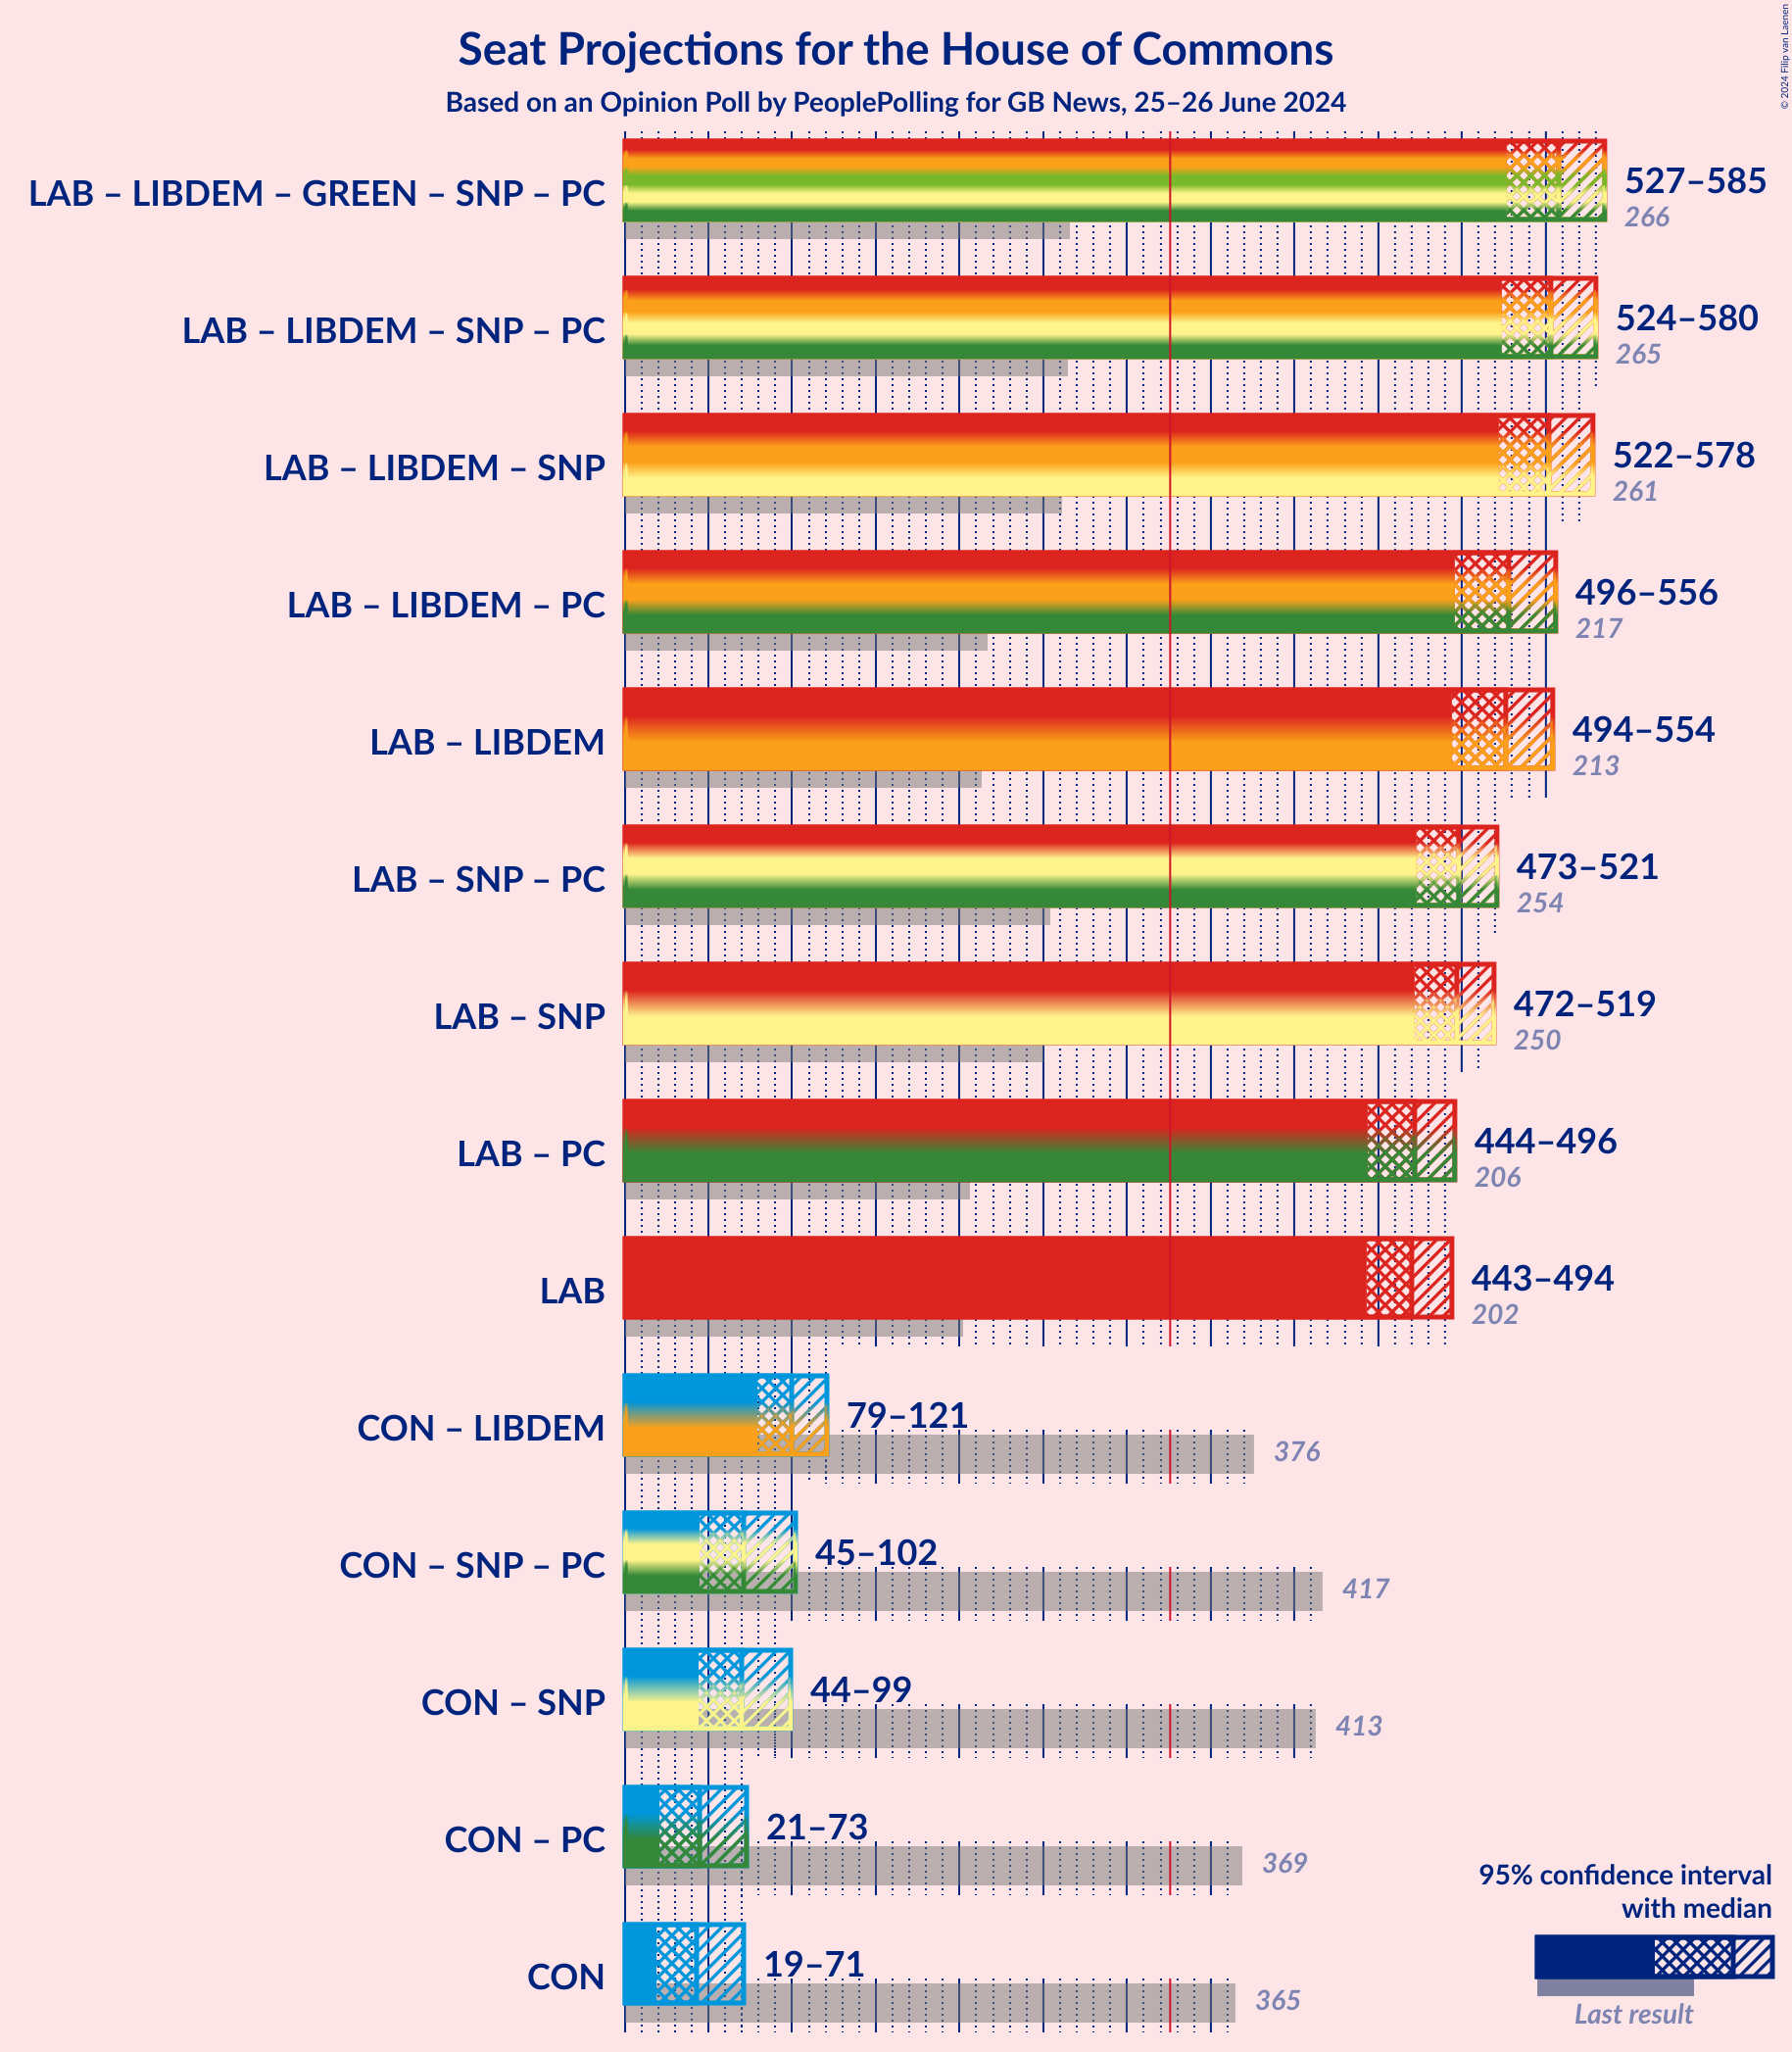 Seat Projections for the House of Commons
Based on an Opinion Poll by PeoplePolling for GB News, 25–26 June 2024
© 2024 Filip van Laenen
LAB – LIBDEM – GREEN – SNP – PC
527–585
266
LAB – LIBDEM – SNP – PC
524–580
265
LAB – LIBDEM – SNP
522–578
261
LAB – LIBDEM – PC
496–556
217
LAB – LIBDEM
494–554
213
LAB – SNP – PC
473–521
254
LAB – SNP
472–519
250
LAB – PC
444–496
206
LAB
443–494
202
CON – LIBDEM
79–121
376
CON – SNP – PC
45–102
417
CON – SNP
44–99
413
CON – PC
21–73
369
CON
19–71
365
95% confidence interval
with median
Last result